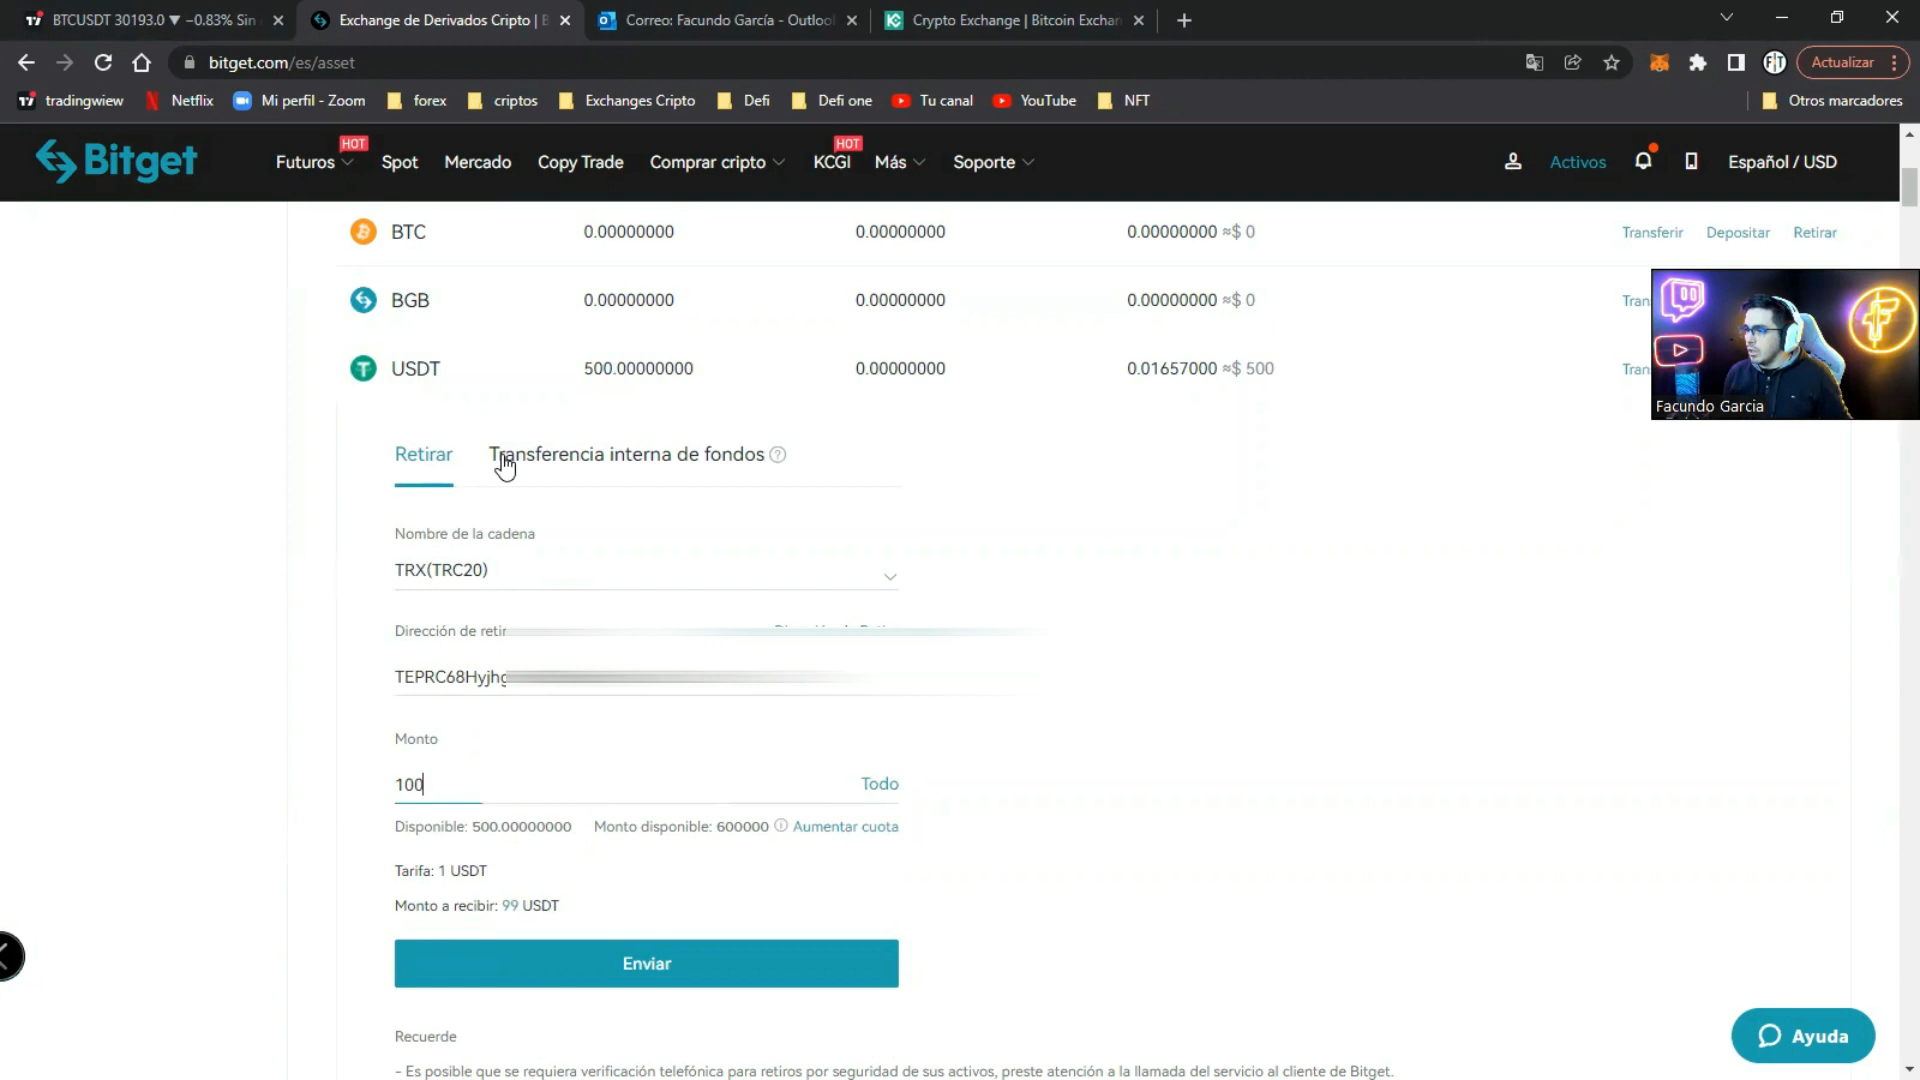 BTCUSDT 30193.0 ▼ −0.83% Sin
Exchange de Derivados Cripto | B
Correo: Facundo García - Outloo
Crypto Exchange | Bitcoin Exchan
bitget.com/es/asset
Actualizar
tradingwiew
Netflix
Mi perfil - Zoom
forex
criptos
Exchanges Cripto
Defi
Defi one
Tu canal
YouTube
NFT
Otros marcadores
Bitget
Futuros
HOT
Spot
Mercado
Copy Trade
Comprar cripto
KCGI
HOT
Más
Soporte
Activos
Español / USD
BTC 0.00000000 0.00000000 0.00000000 ≈$ 0 Transferir Depositar Retirar
BGB 0.00000000 0.00000000 0.00000000 ≈$ 0 Tran
USDT 500.00000000 0.00000000 0.01657000 ≈$ 500 Tran
Facundo Garcia
Retirar Transferencia interna de fondos
Nombre de la cadena
TRX(TRC20)
Dirección de retir
TEPRC68Hyjhg
Monto
100 Todo
Disponible: 500.00000000 Monto disponible: 600000 Aumentar cuota
Tarifa: 1 USDT
Monto a recibir: 99 USDT
Enviar
Recuerde
- Es posible que se requiera verificación telefónica para retiros por seguridad de sus activos, preste atención a la llamada del servicio al cliente de Bitget.
Ayuda